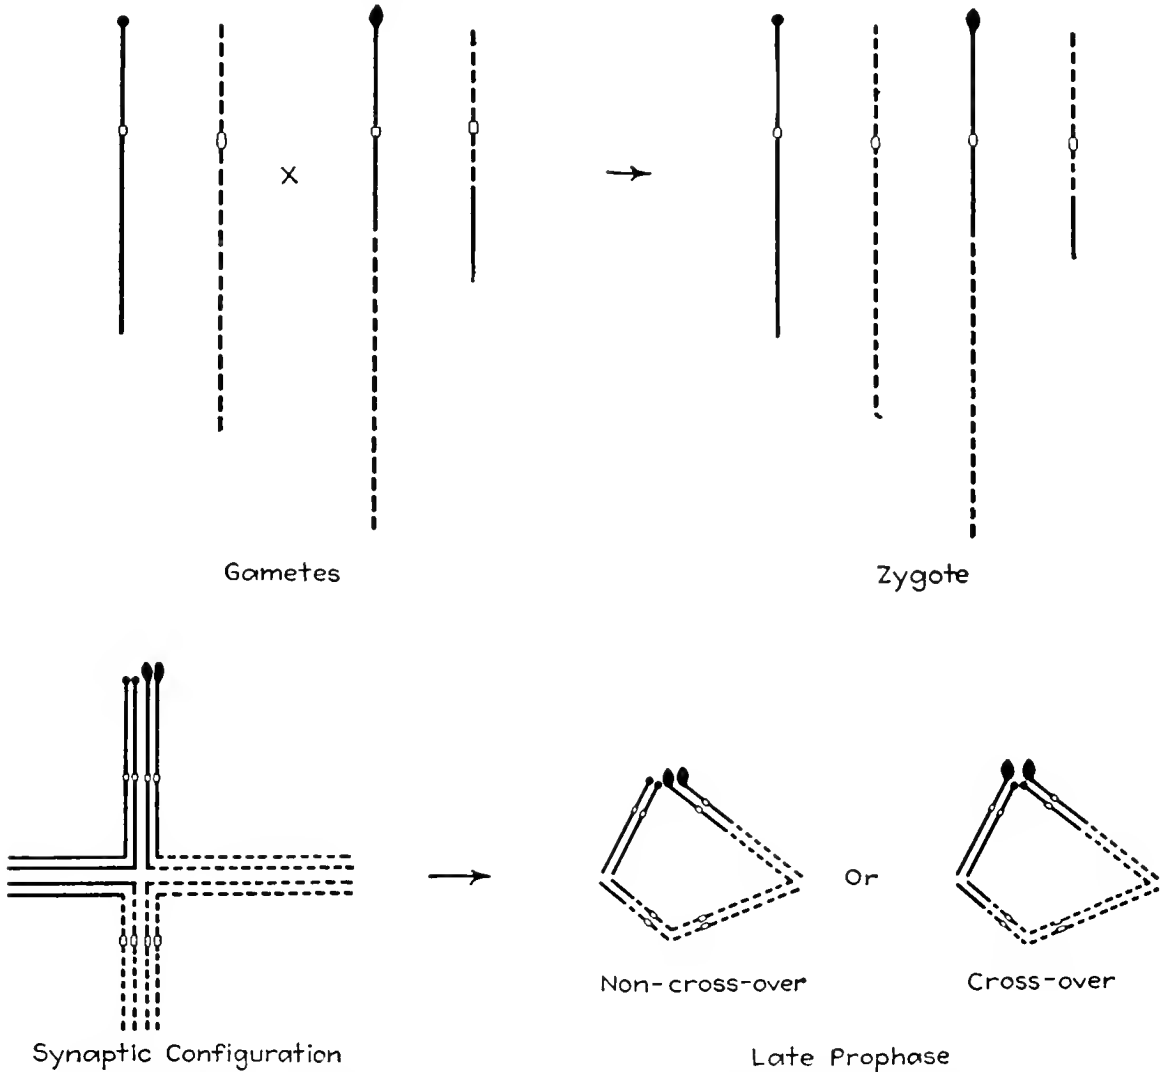 X
Gametes
Zygote
Or
Non-cross-over
Cross-over
Synaptic Configuration
Late Prophase